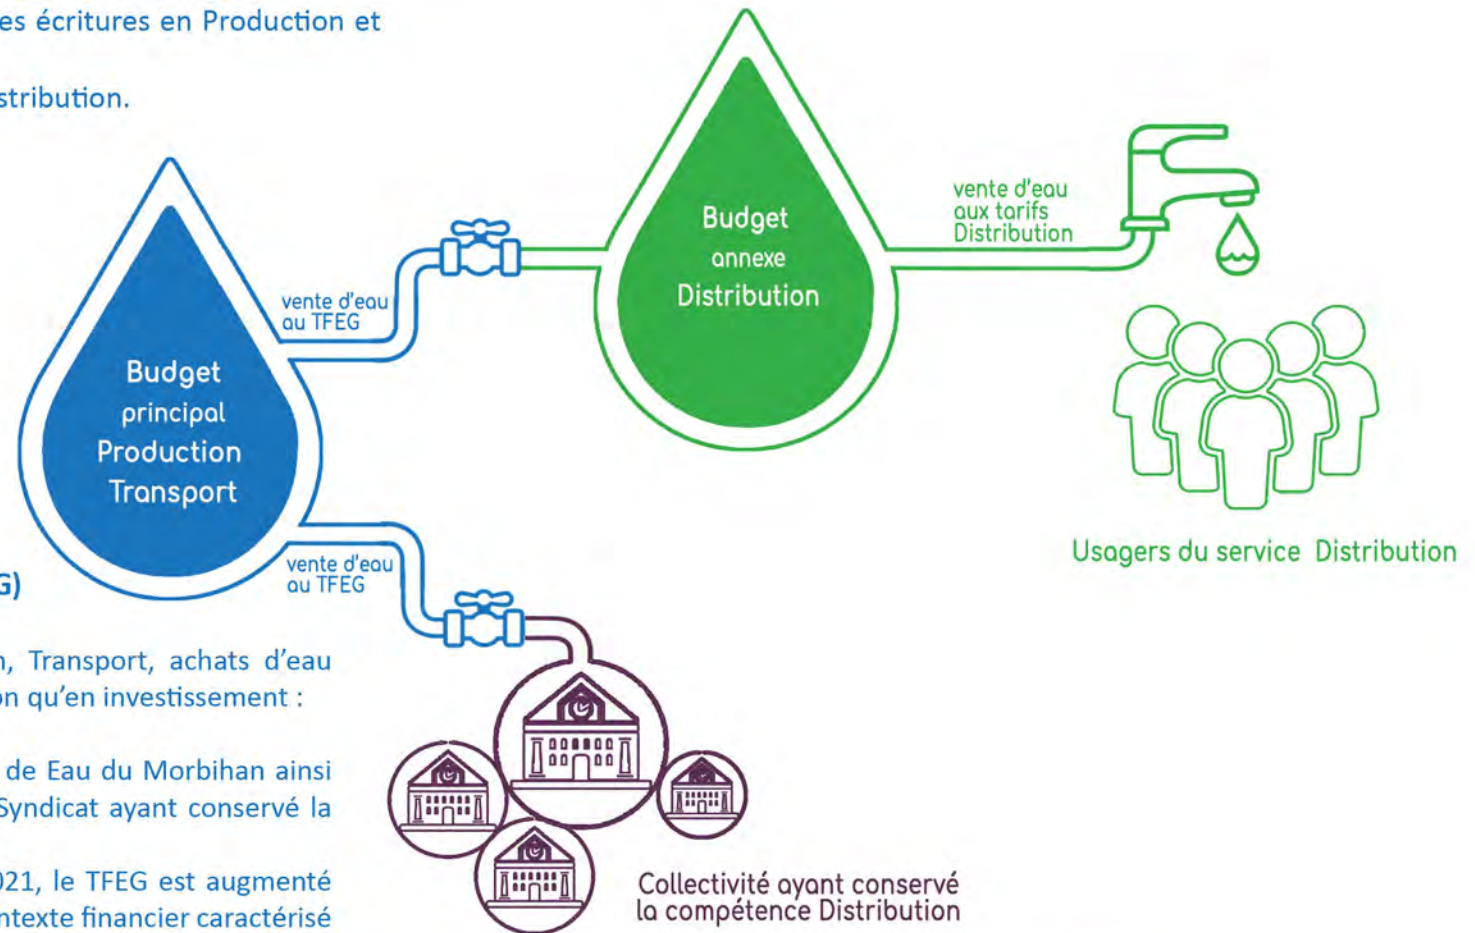 es écritures en Production et
stribution.
Budget
principal
Production
Transport
vente d'eau
au TFEG
Budget
annexe
Distribution
vente d'eau
aux tarifs
Distribution
Usagers du service Distribution
vente d'eau
au TFEG
G)
n, Transport, achats d'eau
on qu'en investissement :
de Eau du Morbihan ainsi
Syndicat ayant conservé la
021, le TFEG est augmenté
ntexte financier caractérisé
Collectivité ayant conservé
la compétence Distribution